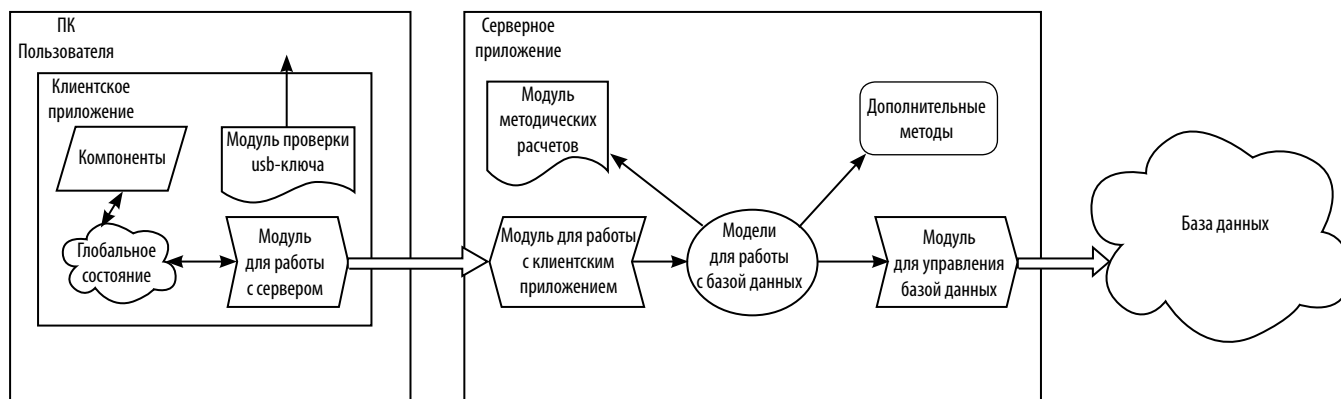 ПК
Пользователя
Клиентское
приложение
Компоненты
Модуль проверки
usb-ключа
Глобальное
состояние
Модуль
для работы
с сервером
Серверное
приложение
Модуль
методических
расчетов
Дополнительные
методы
Модуль для работы
с клиентским
приложением
Модели
для работы
с базой данных
Модуль
для управления
базой данных
База данных